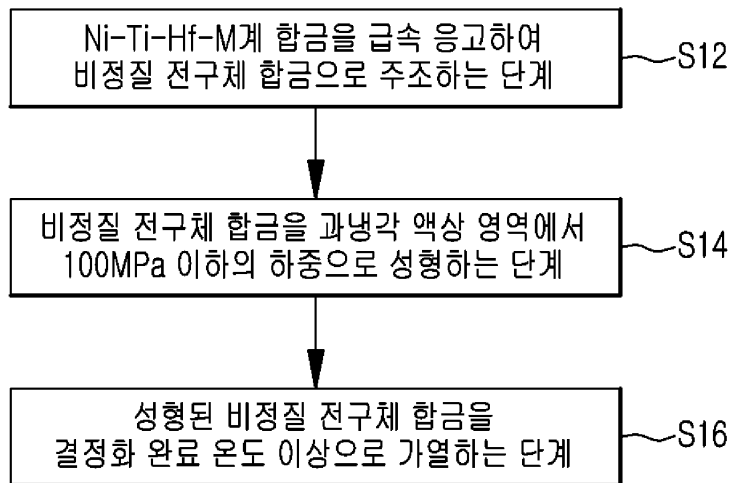 Ni-Ti-Hf-M계 합금을 급속 응고하여
비정질 전구체 합금으로 주조하는 단계
S12
비정질 전구체 합금을 과냉각 액상 영역에서
100MPa 이하의 하중으로 성형하는 단계
S14
성형된 비정질 전구체 합금을
결정화 완료 온도 이상으로 가열하는 단계
S16